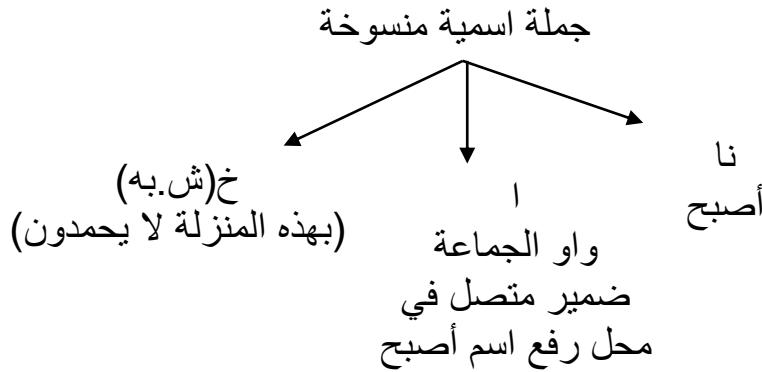 جملة اسمية منسوخة
نا
أصبح
ا
واو الجماعة
ضمير متصل في
محل رفع اسم أصبح
خ(ش.به)
(بهذه المنزلة لا يحمدون)